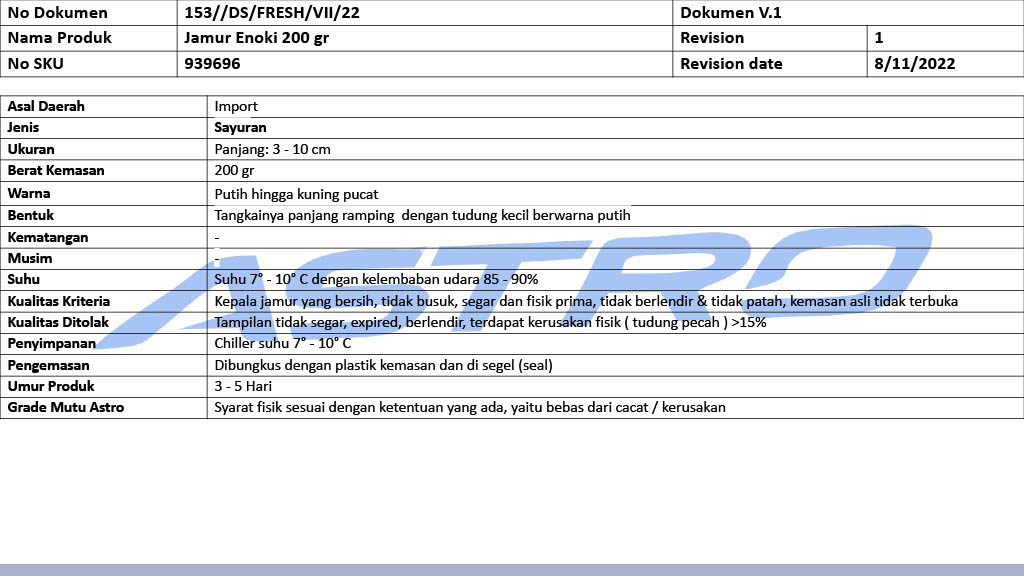 No Dokumen 153//DS/FRESH/VII/22 Dokumen V.1
Nama Produk Jamur Enoki 200 gr Revision 1
No SKU 939696 Revision date 8/11/2022
Asal Daerah Import
Jenis Sayuran
Ukuran Panjang: 3 - 10 cm
Berat Kemasan 200 gr
Warna Putih hingga kuning pucat
Bentuk Tangkainya panjang ramping dengan tudung kecil berwarna putih
Kematangan -
Musim -
Suhu Suhu 7° - 10° C dengan kelembaban udara 85 - 90%
Kualitas Kriteria Kepala jamur yang bersih, tidak busuk, segar dan fisik prima, tidak berlendir & tidak patah, kemasan asli tidak terbuka
Kualitas Ditolak Tampilan tidak segar, expired, berlendir, terdapat kerusakan fisik ( tudung pecah ) >15%
Penyimpanan Chiller suhu 7° - 10° C
Pengemasan Dibungkus dengan plastik kemasan dan di segel (seal)
Umur Produk 3 - 5 Hari
Grade Mutu Astro Syarat fisik sesuai dengan ketentuan yang ada, yaitu bebas dari cacat / kerusakan
ASTRO